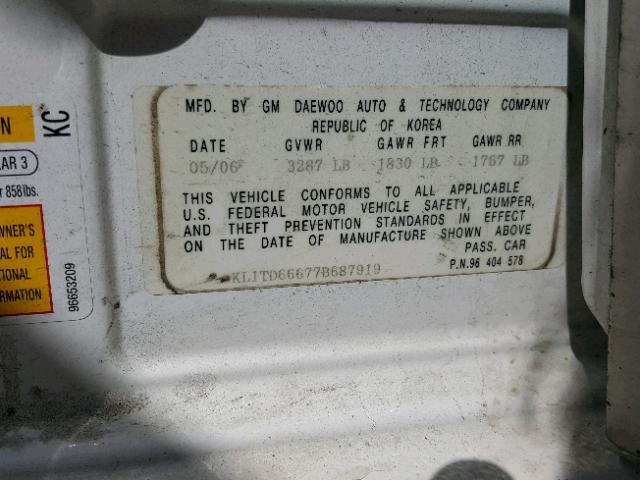 MFD. BY GM DAEWOO AUTO & TECHNOLOGY COMPANY
REPUBLIC OF KOREA
DATE GVWR GAWR FRT GAWR RR
05/06 3287 LB 1830 LB 1767 LB
THIS VEHICLE CONFORMS TO ALL APPLICABLE
U.S. FEDERAL MOTOR VEHICLE SAFETY, BUMPER,
AND THEFT PREVENTION STANDARDS IN EFFECT
ON THE DATE OF MANUFACTURE SHOWN ABOVE
PASS. CAR
KL1TD66677B687919
P.N.96 404 578
KC
N
AR 3
858lbs.
WNER'S
AL FOR
TIONAL
RMATION
96653209